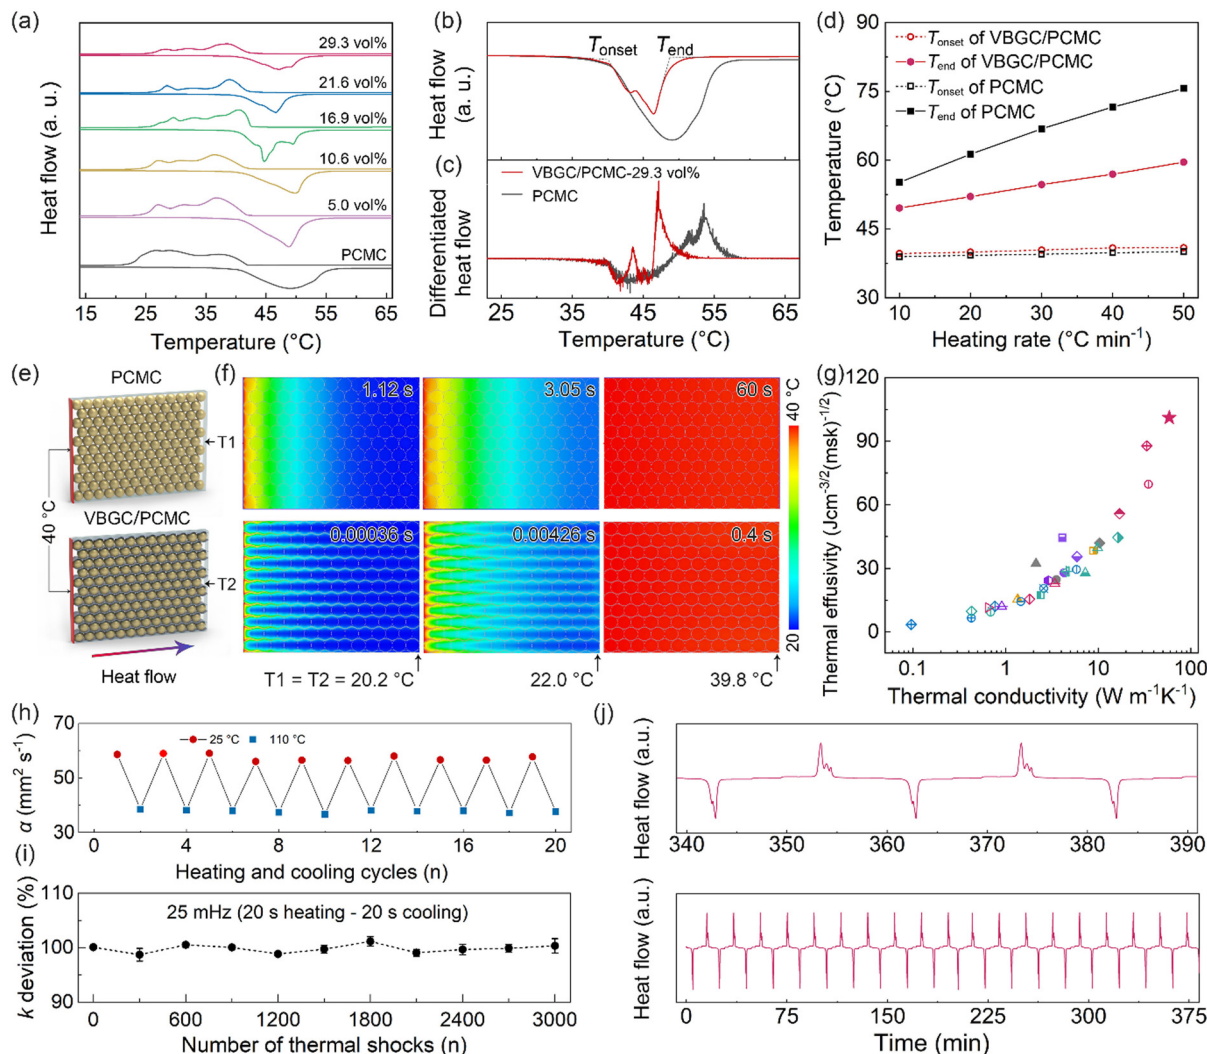 (a)
29.3 vol%
21.6 vol%
16.9 vol%
10.6 vol%
5.0 vol%
PCMC
Heat flow (a. u.)
15 25 35 45 55 65
Temperature (°C)
(b)
Tonset
Tend
Heat flow
(a. u.)
(c)
VBGC/PCMC-29.3 vol%
PCMC
Differentiated
heat flow
25 35 45 55 65
Temperature (°C)
(d)
90
75
60
45
30
Tonset of VBGC/PCMC
Tend of VBGC/PCMC
Tonset of PCMC
Tend of PCMC
Temperature (°C)
10 20 30 40 50
Heating rate (°C min⁻¹)
(e)
PCMC
T1
40 °C
VBGC/PCMC
T2
Heat flow
(f)
1.12 s
3.05 s
60 s
0.00036 s
0.00426 s
0.4 s
40 °C
20
T1 = T2 = 20.2 °C
22.0 °C
39.8 °C
(g)
120
90
60
30
0
Thermal effusivity (Jcm⁻³/²(msk)⁻¹/²)
0.1 1 10 100
Thermal conductivity (W m⁻¹K⁻¹)
(h)
70
50
30
25 °C
110 °C
α (mm² s⁻¹)
0 4 8 12 16 20
Heating and cooling cycles (n)
(i)
110
100
90
25 mHz (20 s heating - 20 s cooling)
k deviation (%)
0 600 1200 1800 2400 3000
Number of thermal shocks (n)
(j)
Heat flow (a.u.)
340 350 360 370 380 390
Heat flow (a.u.)
0 75 150 225 300 375
Time (min)